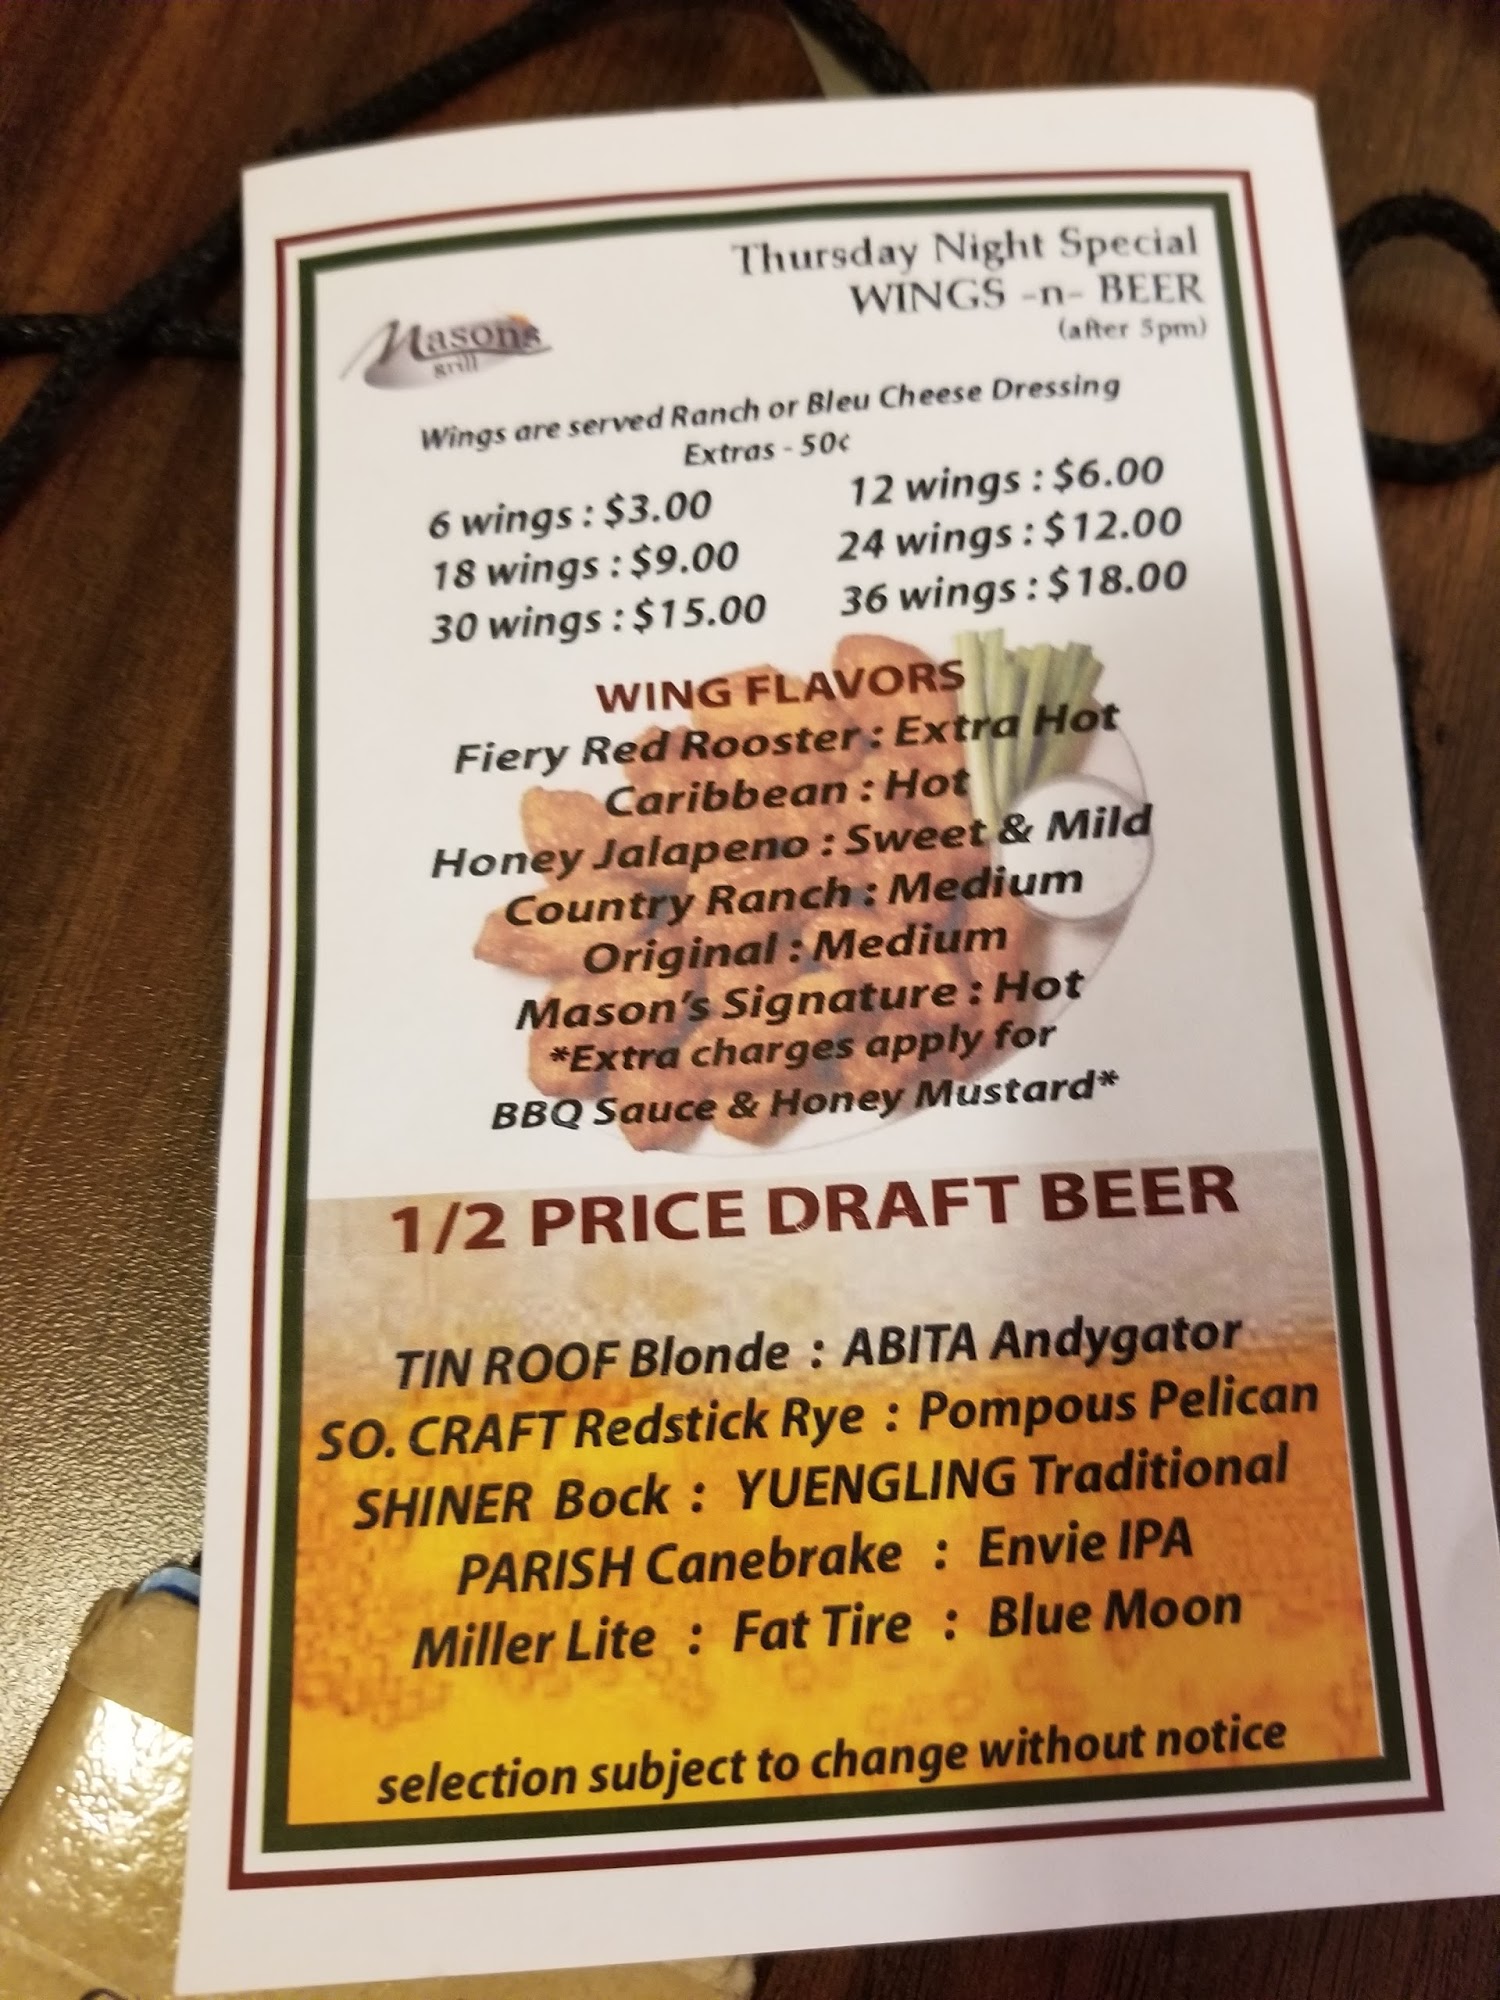 Thursday Night Special
WINGS -n- BEER
(after 5pm)
Mason's
grill
Wings are served Ranch or Bleu Cheese Dressing
Extras - 50¢
6 wings : $3.00 12 wings : $6.00
18 wings : $9.00 24 wings : $12.00
30 wings : $15.00 36 wings : $18.00
WING FLAVORS
Fiery Red Rooster : Extra Hot
Caribbean : Hot
Honey Jalapeno : Sweet & Mild
Country Ranch : Medium
Original : Medium
Mason's Signature : Hot
*Extra charges apply for
BBQ Sauce & Honey Mustard*
1/2 PRICE DRAFT BEER
TIN ROOF Blonde : ABITA Andygator
SO. CRAFT Redstick Rye : Pompous Pelican
SHINER Bock : YUENGLING Traditional
PARISH Canebrake : Envie IPA
Miller Lite : Fat Tire : Blue Moon
selection subject to change without notice